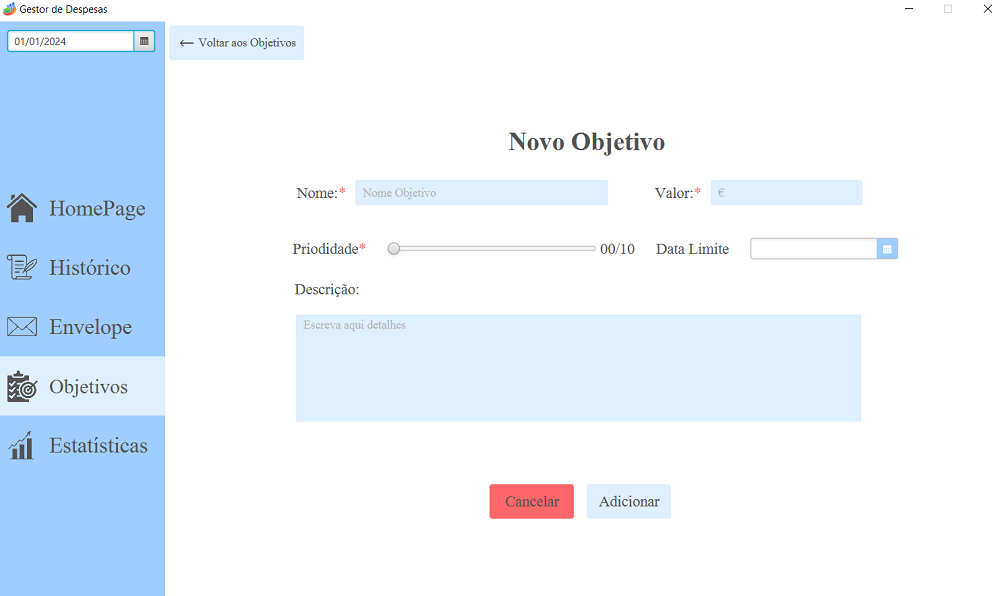 Gestor de Despesas
01/01/2024
← Voltar aos Objetivos
HomePage
Histórico
Envelope
Objetivos
Estatísticas
Novo Objetivo
Nome:* Nome Objetivo Valor:* €
Priodidade* 00/10 Data Limite
Descrição:
Escreva aqui detalhes
Cancelar Adicionar